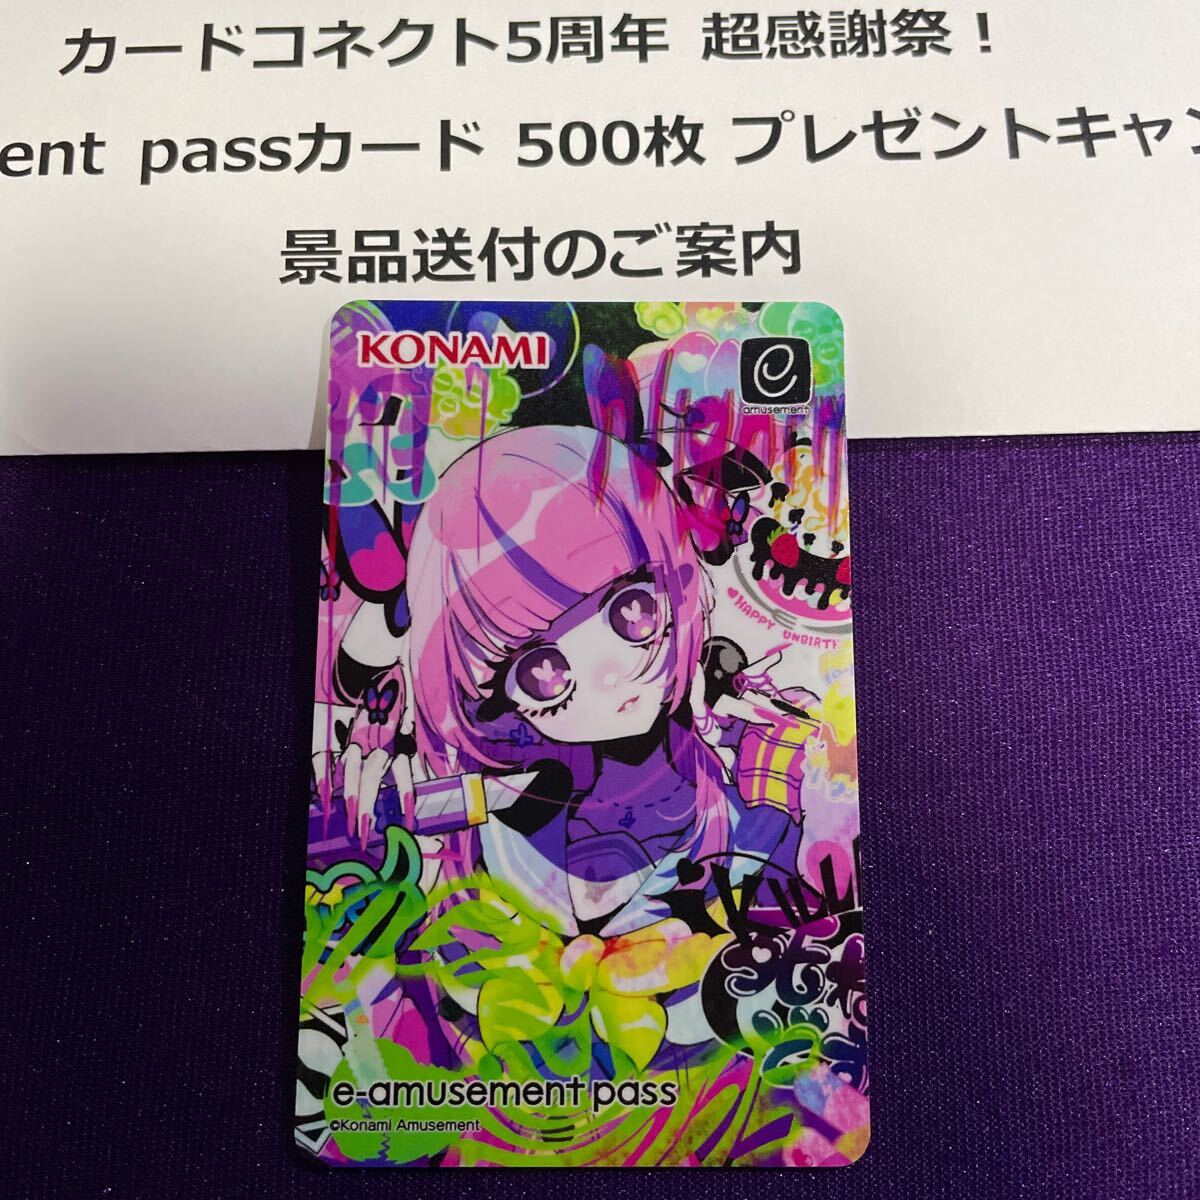 カードコネクト5周年 超感謝祭！
ent passカード 500枚 プレゼントキャン
景品送付のご案内
KONAMI
e
amusement
HAPPY UNBIRTH
e-amusement pass
©Konami Amusement